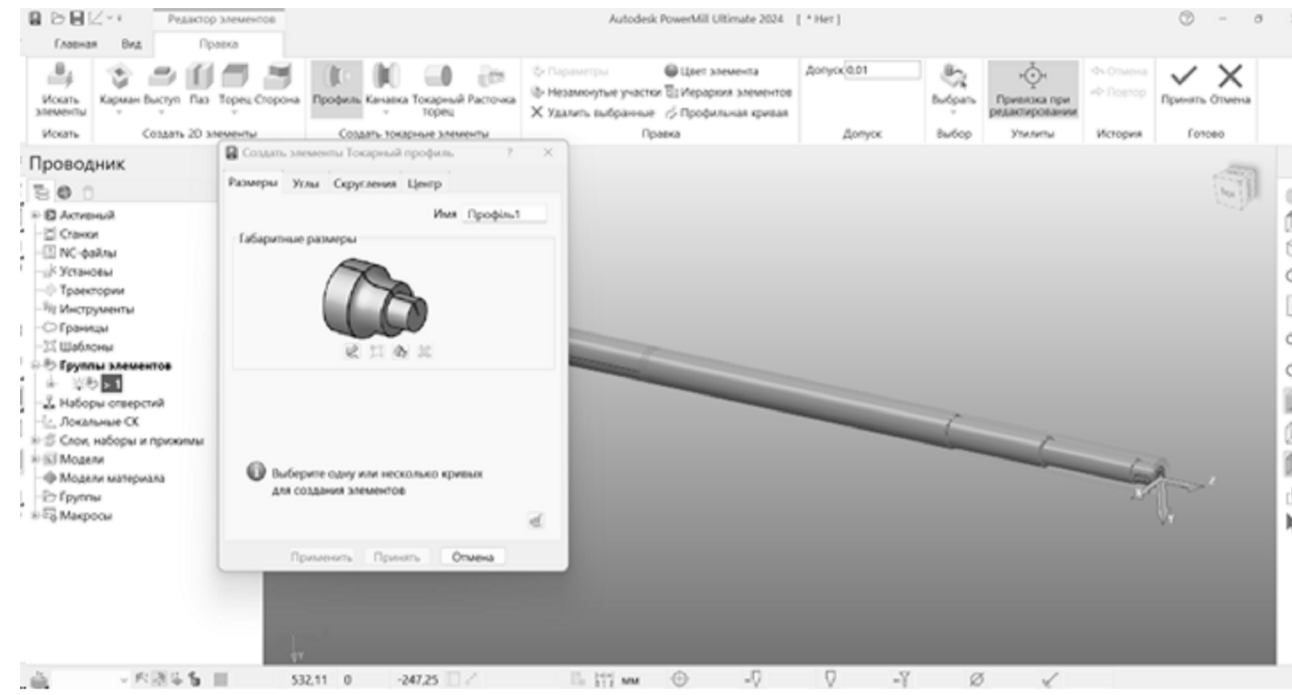 Редактор элементов
Autodesk PowerMill Ultimate 2024 [ * Нет ]
Главная Вид Правка
Искать элементы
Карман Выступ Паз Торец Сторона
Профиль Канавка Токарный торец Расточка
Параметры
Незамкнутые участки
Удалить выбранные
Цвет элемента
Иерархия элементов
Профильная кривая
Допуск 0,01
Выбрать
Привязка при редактировании
Отмена
Повтор
Принять Отмена
Искать Создать 2D элементы Создать токарные элементы Правка Допуск Выбор Утилиты История Готово
Проводник
Активный
Станки
NC-файлы
Установы
Траектории
Инструменты
Границы
Шаблоны
Группы элементов
> 1
Наборы отверстий
Локальные СК
Слои, наборы и прижимы
Модели
Модели материала
Группы
Макросы
Создать элементы Токарный профиль ?
Размеры Углы Скругления Центр
Имя Профіль1
Габаритные размеры
Выберите одну или несколько кривых
для создания элементов
Применить Принять Отмена
532,11 0 -247,25 мм